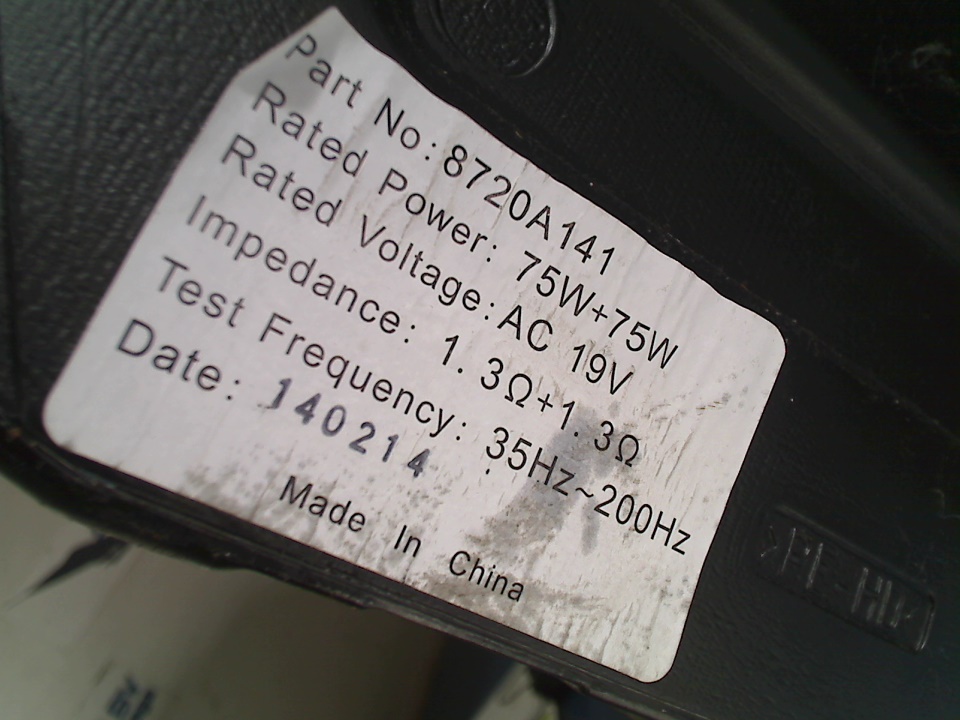 Part No:8720A141
Rated Power: 75W+75W
Rated Voltage:AC 19V
Impedance: 1.3Ω+1.3Ω
Test Frequency: 35Hz~200Hz
Date: 140214
Made In China